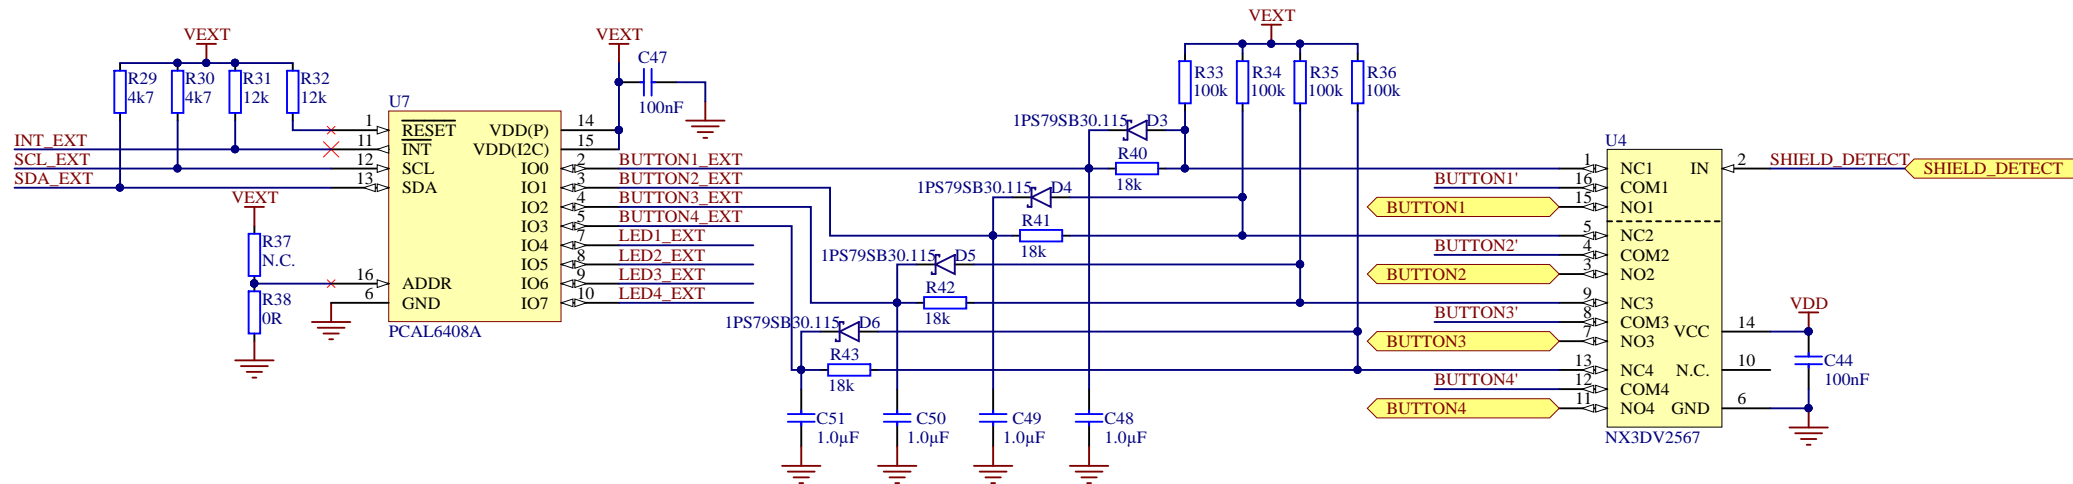 VEXT
VEXT
VEXT
R29
4k7
R30
4k7
R31
12k
R32
12k
C47
100nF
R33
100k
R34
100k
R35
100k
R36
100k
U7
1
RESET
11
INT
12
SCL
13
SDA
16
ADDR
6
GND
VDD(P)
14
VDD(I2C)
15
IO0
2
IO1
3
IO2
4
IO3
5
IO4
7
IO5
8
IO6
9
IO7
10
PCAL6408A
INT_EXT
SCL_EXT
SDA_EXT
VEXT
R37
N.C.
R38
0R
BUTTON1_EXT
BUTTON2_EXT
BUTTON3_EXT
BUTTON4_EXT
LED1_EXT
LED2_EXT
LED3_EXT
LED4_EXT
1PS79SB30.115
D3
R40
18k
1PS79SB30.115
D4
R41
18k
1PS79SB30.115
D5
R42
18k
1PS79SB30.115
D6
R43
18k
C51
1.0µF
C50
1.0µF
C49
1.0µF
C48
1.0µF
BUTTON1'
BUTTON1
BUTTON2'
BUTTON2
BUTTON3'
BUTTON3
BUTTON4'
BUTTON4
U4
1
NC1
16
COM1
15
NO1
5
NC2
4
COM2
3
NO2
9
NC3
8
COM3
7
NO3
13
NC4
12
COM4
11
NO4
IN
2
VCC
14
N.C.
10
GND
6
NX3DV2567
SHIELD_DETECT
SHIELD_DETECT
VDD
C44
100nF